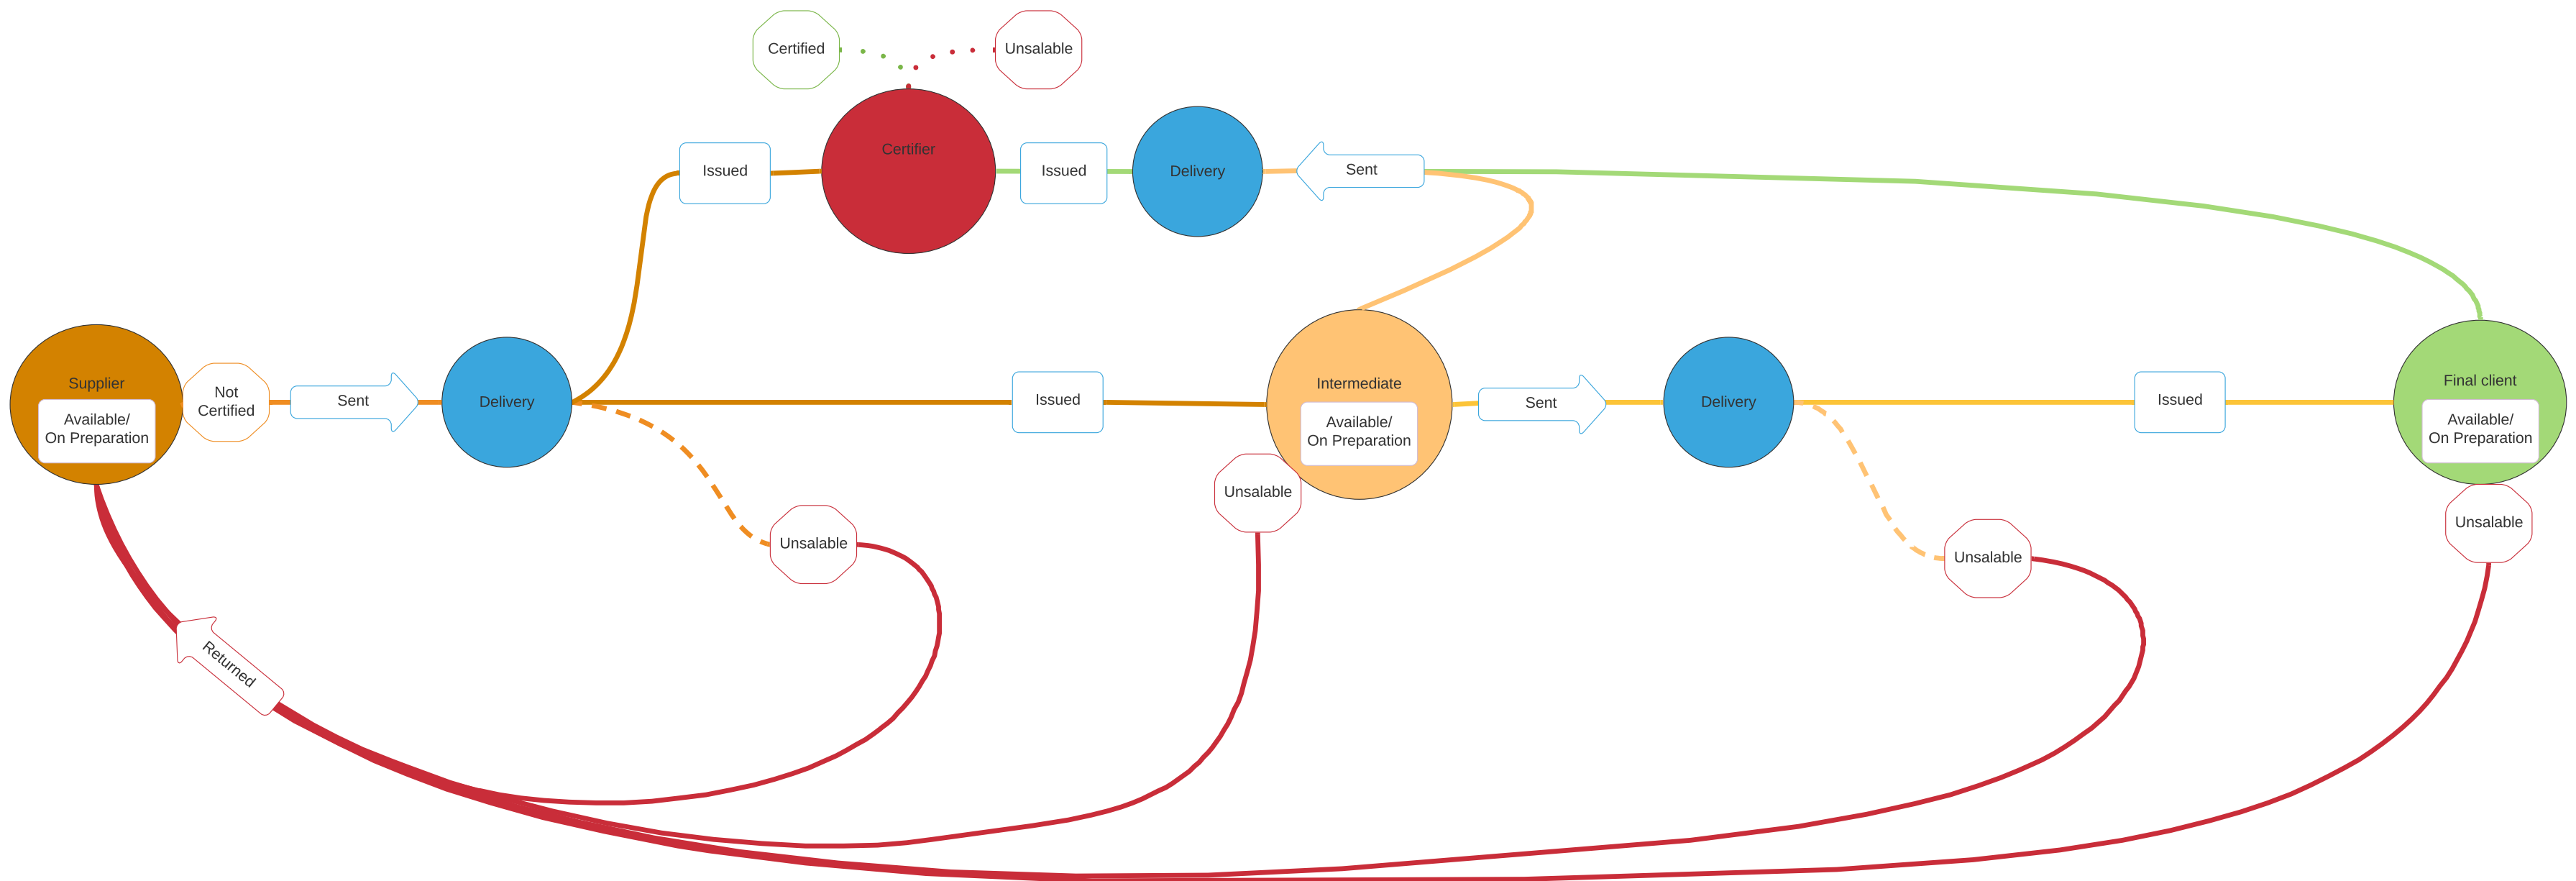 Certified
Unsalable
Certifier
Issued
Issued
Delivery
Sent
Supplier
Available/
On Preparation
Not
Certified
Sent
Delivery
Issued
Intermediate
Available/
On Preparation
Sent
Delivery
Issued
Final client
Available/
On Preparation
Unsalable
Unsalable
Unsalable
Unsalable
Returned